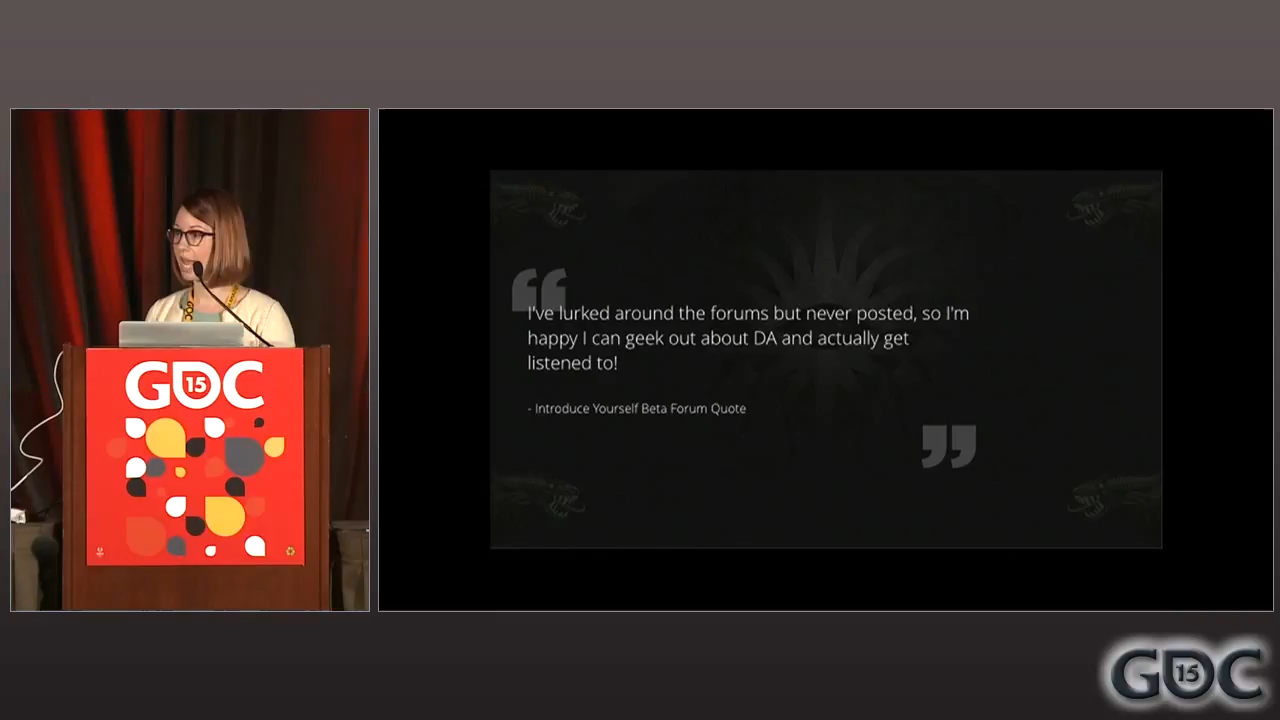 GDC
15
“
I've lurked around the forums but never posted, so I'm
happy I can geek out about DA and actually get
listened to!
- Introduce Yourself Beta Forum Quote
”
GDC
15